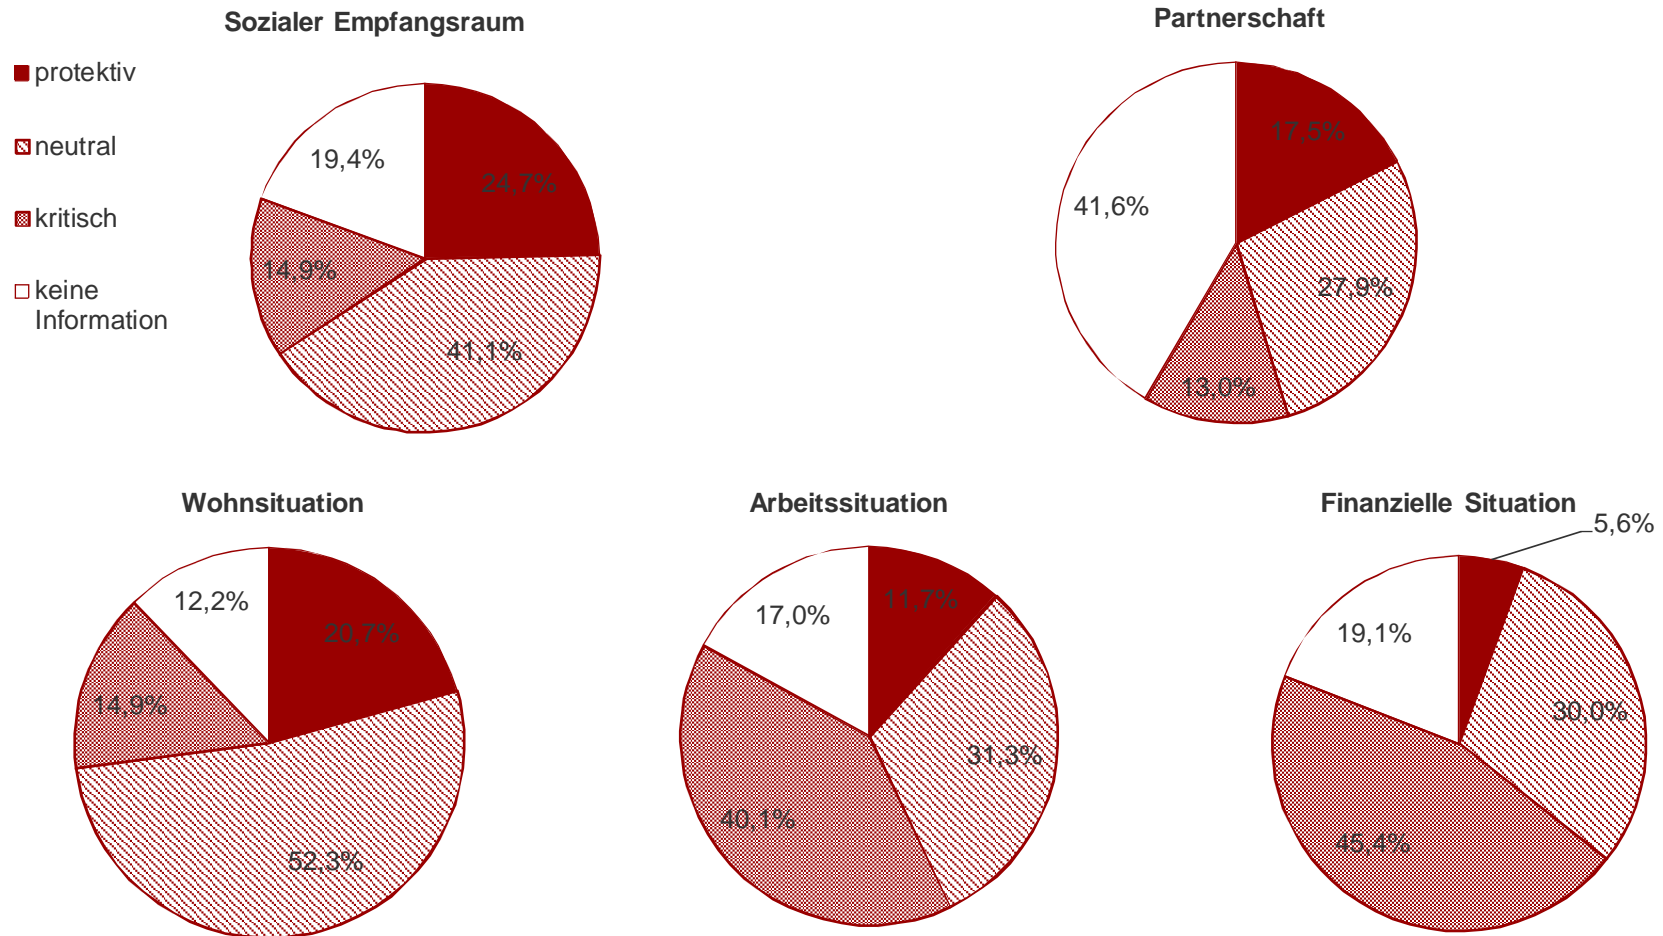 Sozialer Empfangsraum
protektiv
neutral
kritisch
keine
Information
19,4%
24,7%
14,9%
41,1%
Partnerschaft
17,5%
41,6%
27,9%
13,0%
Wohnsituation
12,2%
20,7%
14,9%
52,3%
Arbeitssituation
11,7%
17,0%
31,3%
40,1%
Finanzielle Situation
5,6%
19,1%
30,0%
45,4%